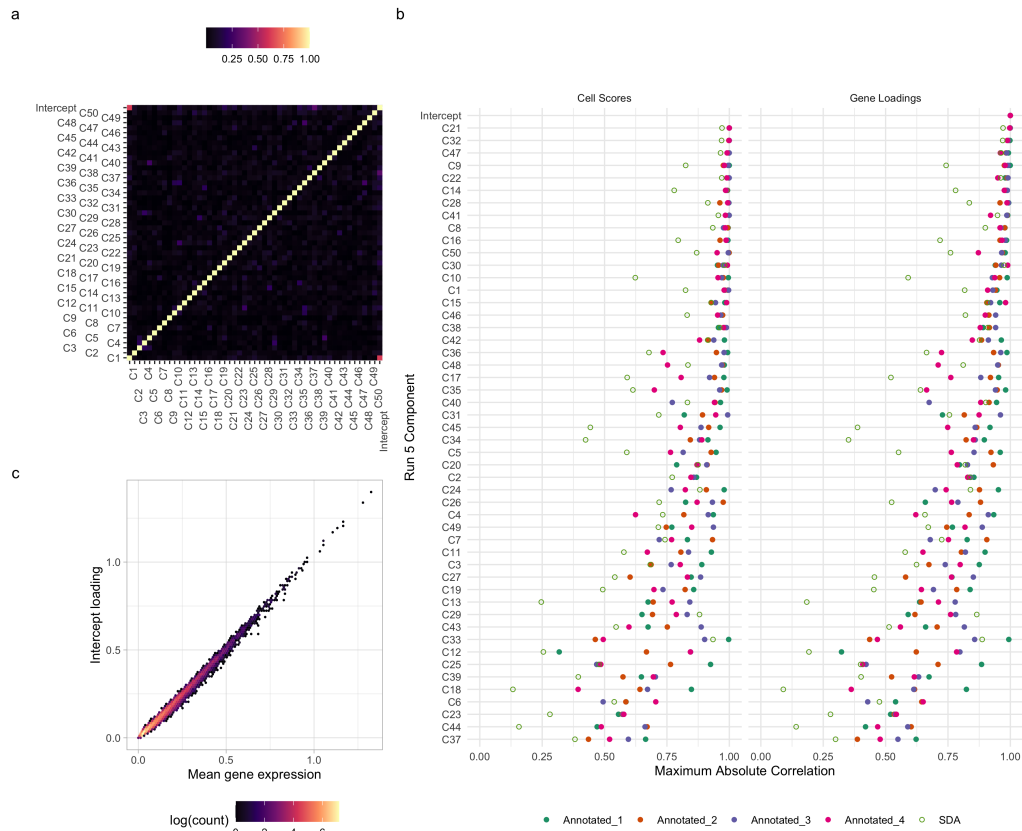 a
0.25 0.50 0.75 1.00
Intercept
C50
C49
C48
C47
C46
C45
C44
C43
C42
C41
C40
C39
C38
C37
C36
C35
C34
C33
C32
C31
C30
C29
C28
C27
C26
C25
C24
C23
C22
C21
C20
C19
C18
C17
C16
C15
C14
C13
C12
C11
C10
C9
C8
C7
C6
C5
C4
C3
C2
C1
C1
C2
C3
C4
C5
C6
C7
C8
C9
C10
C11
C12
C13
C14
C15
C16
C17
C18
C19
C20
C21
C22
C23
C24
C25
C26
C27
C28
C29
C30
C31
C32
C33
C34
C35
C36
C37
C38
C39
C40
C41
C42
C43
C44
C45
C46
C47
C48
C49
C50
Intercept
b
Cell Scores
Gene Loadings
Run 5 Component
Intercept
C21
C32
C47
C9
C22
C14
C28
C41
C8
C16
C50
C30
C10
C1
C15
C46
C38
C42
C36
C48
C17
C35
C40
C31
C45
C34
C5
C20
C2
C24
C26
C4
C49
C7
C11
C3
C27
C19
C13
C29
C43
C33
C12
C25
C39
C18
C6
C23
C44
C37
0.00 0.25 0.50 0.75 1.00
0.00 0.25 0.50 0.75 1.00
Maximum Absolute Correlation
Annotated_1 Annotated_2 Annotated_3 Annotated_4 SDA
c
Intercept loading
1.0
0.5
0.0
0.0 0.5 1.0
Mean gene expression
log(count)
0 2 4 6